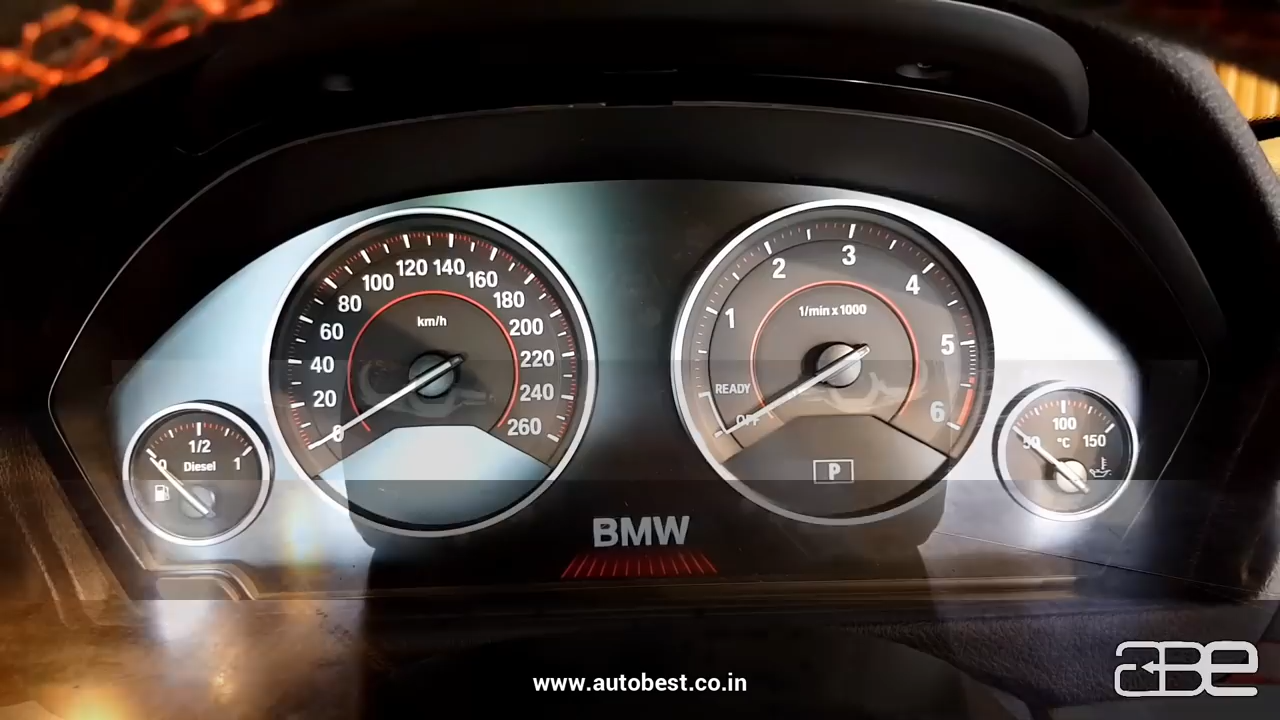 20
40
60
80
100
120
140
160
180
200
220
240
260
km/h
1
2
3
4
5
6
1/min x 1000
READY
OFF
P
0
1/2
1
Diesel
50
100
150
°C
BMW
www.autobest.co.in
aBe